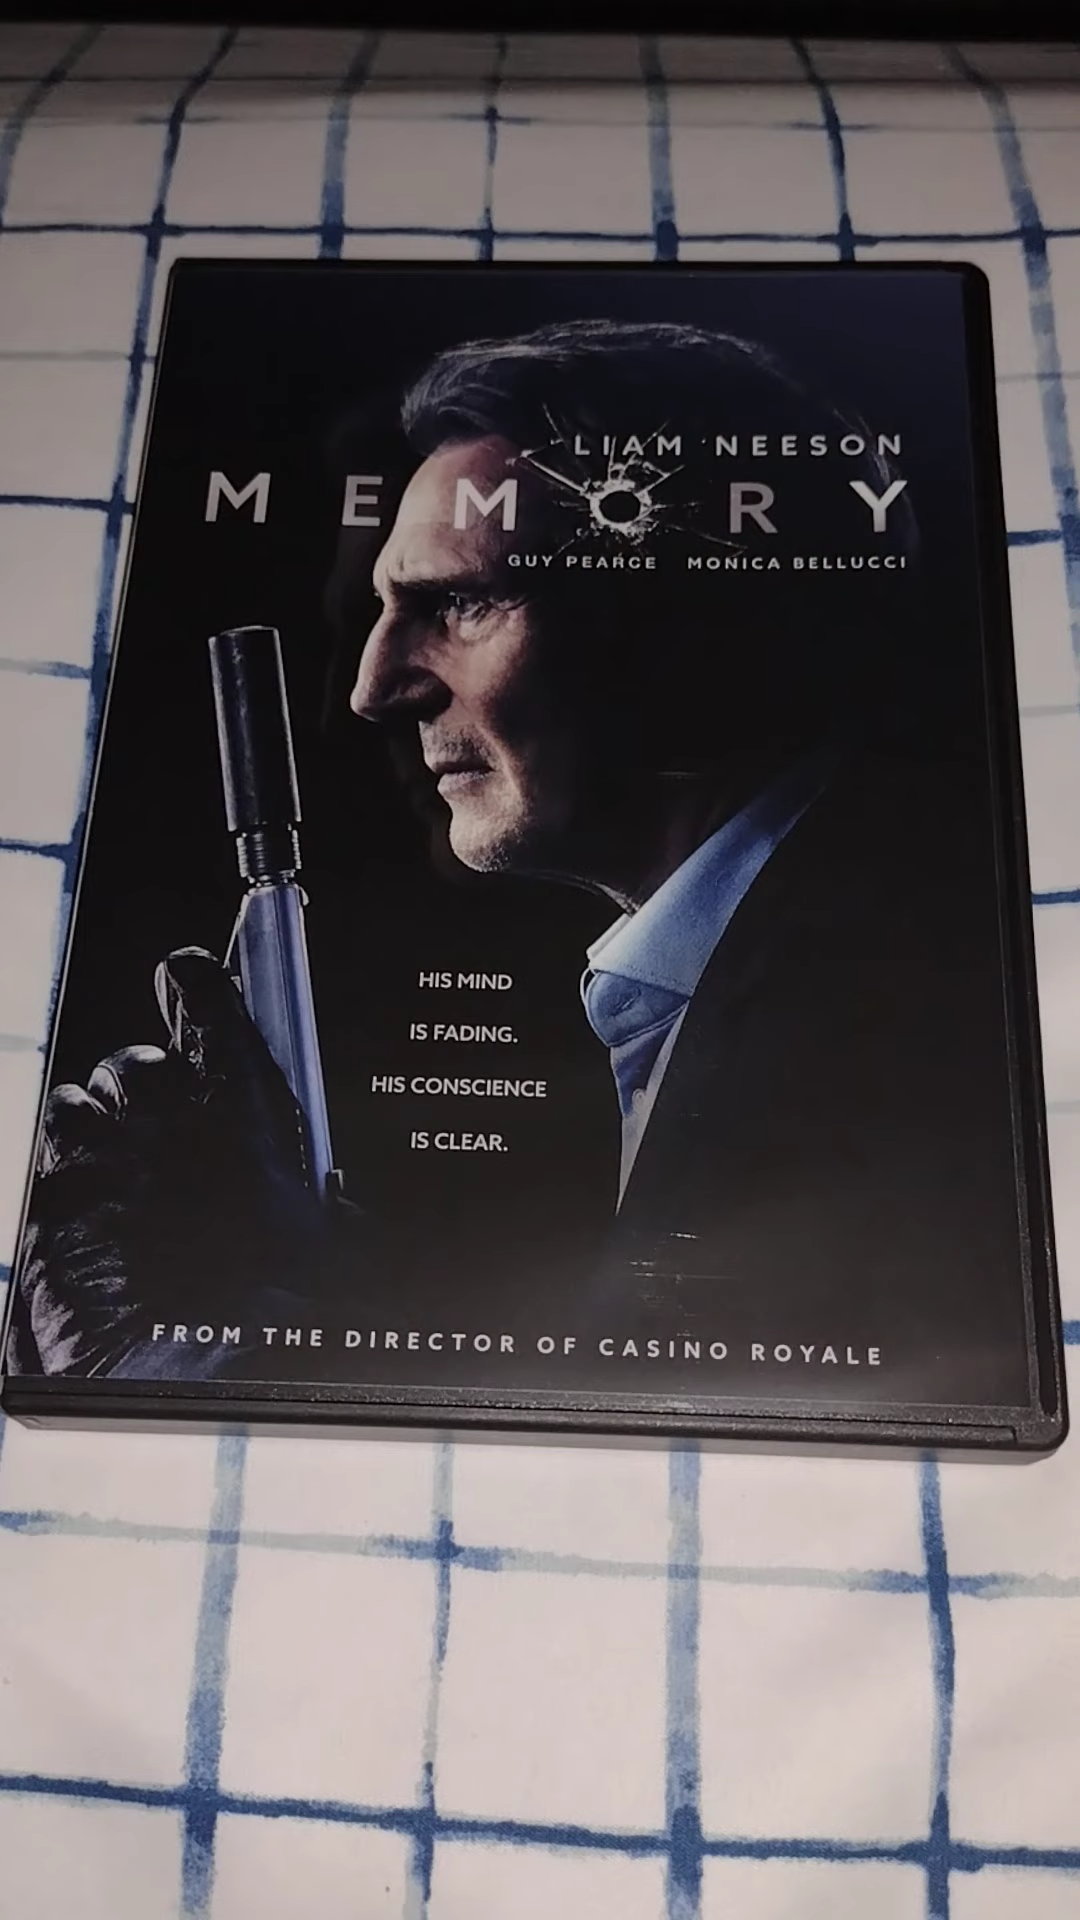 LIAM NEESON
MEMORY
GUY PEARCE MONICA BELLUCCI
HIS MIND
IS FADING.
HIS CONSCIENCE
IS CLEAR.
FROM THE DIRECTOR OF CASINO ROYALE